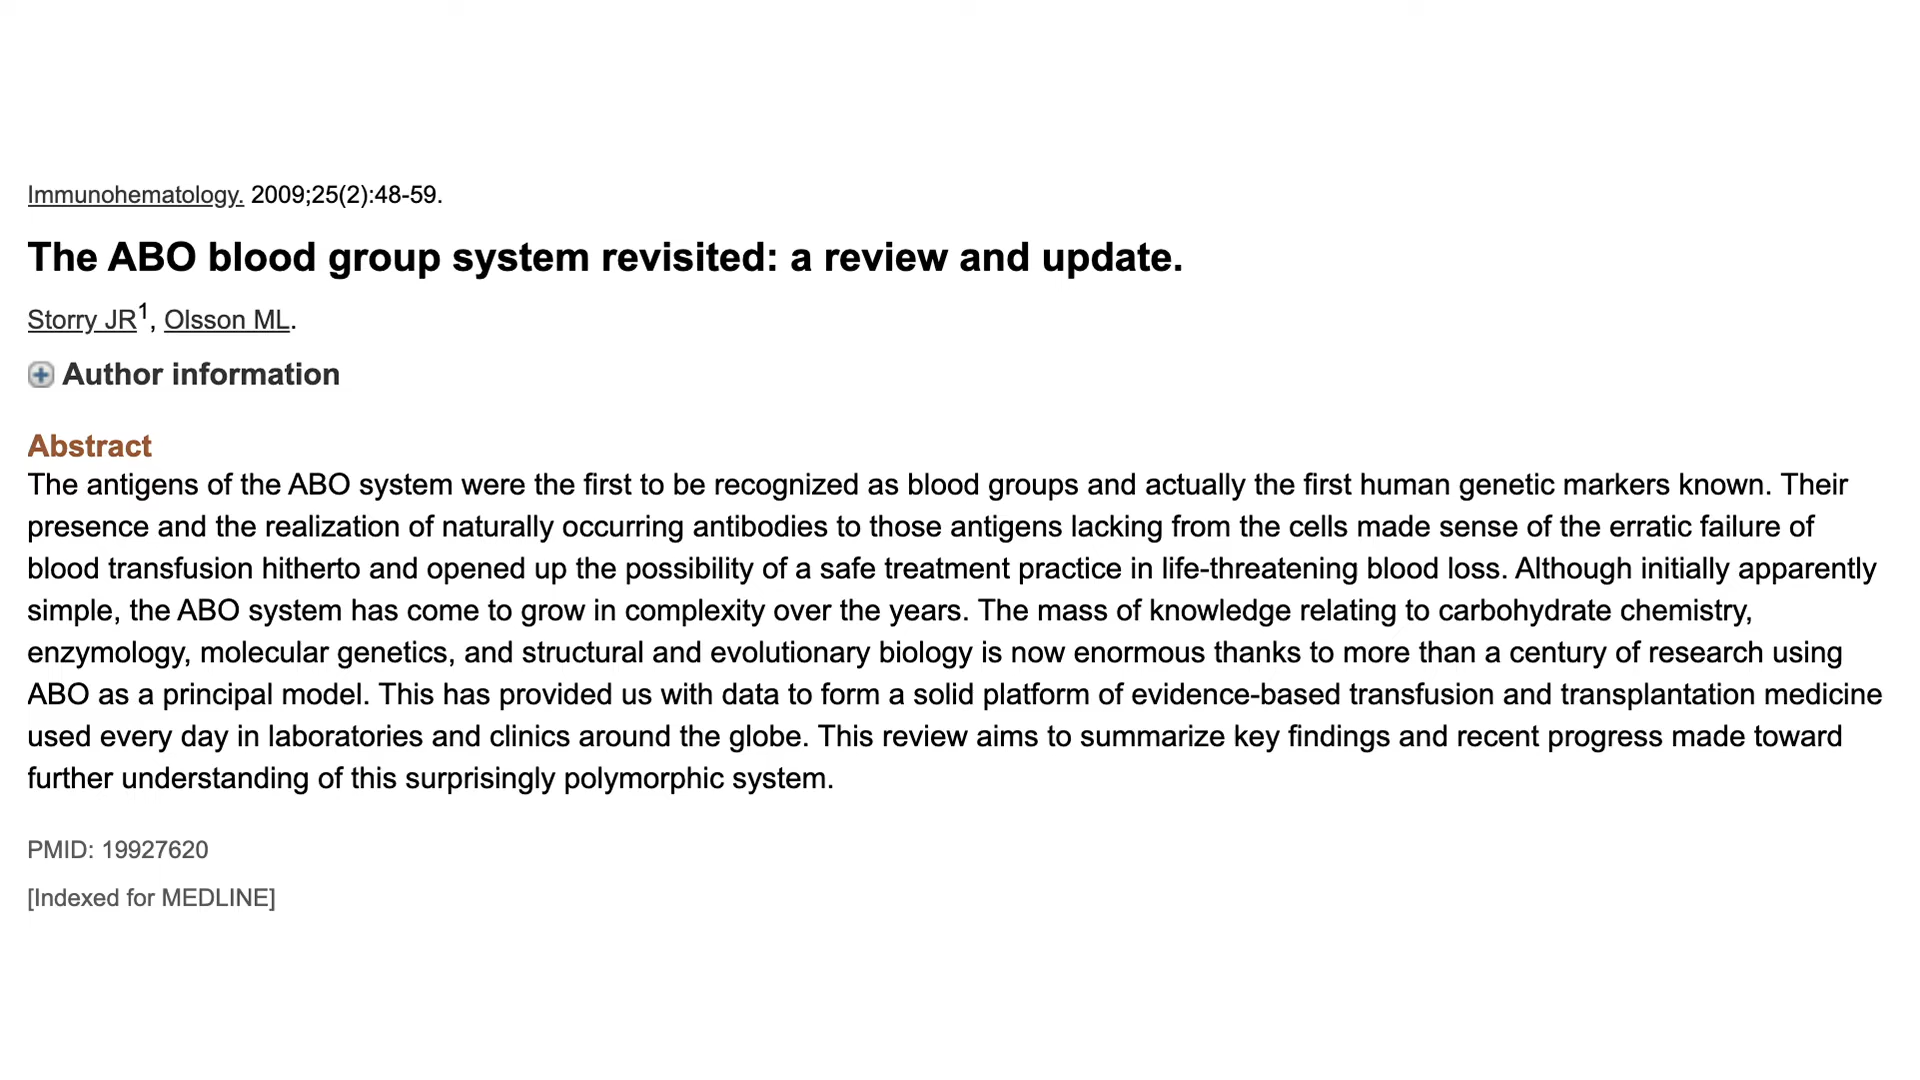 Immunohematology. 2009;25(2):48-59.
The ABO blood group system revisited: a review and update.
Storry JR1, Olsson ML.
Author information
Abstract
The antigens of the ABO system were the first to be recognized as blood groups and actually the first human genetic markers known. Their
presence and the realization of naturally occurring antibodies to those antigens lacking from the cells made sense of the erratic failure of
blood transfusion hitherto and opened up the possibility of a safe treatment practice in life-threatening blood loss. Although initially apparently
simple, the ABO system has come to grow in complexity over the years. The mass of knowledge relating to carbohydrate chemistry,
enzymology, molecular genetics, and structural and evolutionary biology is now enormous thanks to more than a century of research using
ABO as a principal model. This has provided us with data to form a solid platform of evidence-based transfusion and transplantation medicine
used every day in laboratories and clinics around the globe. This review aims to summarize key findings and recent progress made toward
further understanding of this surprisingly polymorphic system.
PMID: 19927620
[Indexed for MEDLINE]